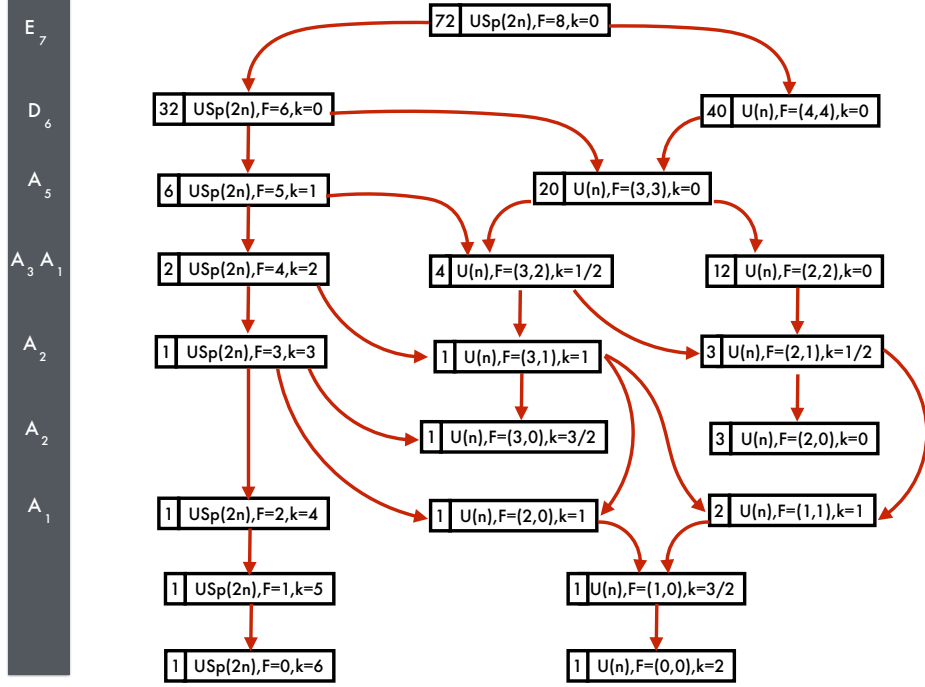 E7
72 USp(2n),F=8,k=0
D6
32 USp(2n),F=6,k=0
40 U(n),F=(4,4),k=0
A5
6 USp(2n),F=5,k=1
20 U(n),F=(3,3),k=0
A3 A1
2 USp(2n),F=4,k=2
4 U(n),F=(3,2),k=1/2
12 U(n),F=(2,2),k=0
A2
1 USp(2n),F=3,k=3
1 U(n),F=(3,1),k=1
3 U(n),F=(2,1),k=1/2
A2
1 U(n),F=(3,0),k=3/2
3 U(n),F=(2,0),k=0
A1
1 USp(2n),F=2,k=4
1 U(n),F=(2,0),k=1
2 U(n),F=(1,1),k=1
1 USp(2n),F=1,k=5
1 U(n),F=(1,0),k=3/2
1 USp(2n),F=0,k=6
1 U(n),F=(0,0),k=2